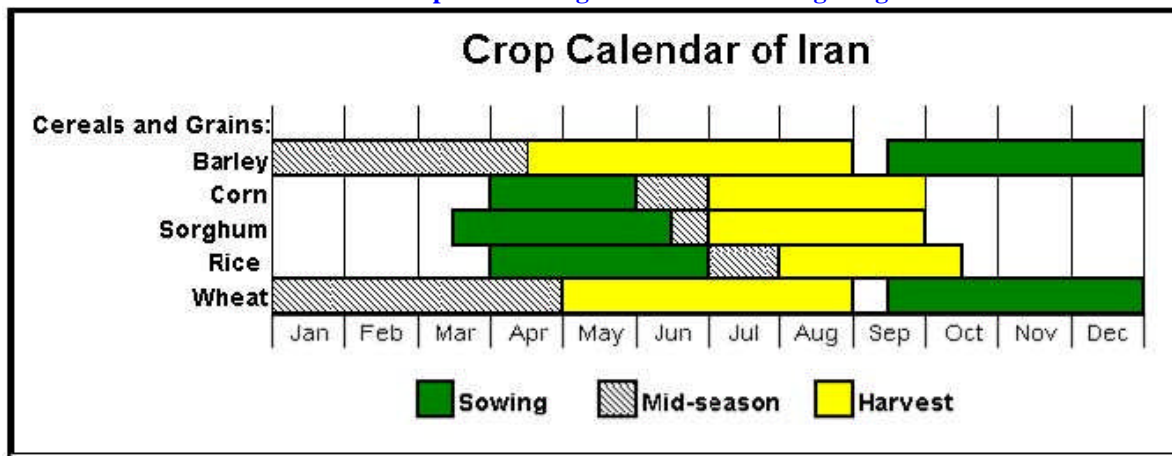 Crop Calendar of Iran
Cereals and Grains:
Barley
Corn
Sorghum
Rice
Wheat
Jan Feb Mar Apr May Jun Jul Aug Sep Oct Nov Dec
Sowing Mid-season Harvest